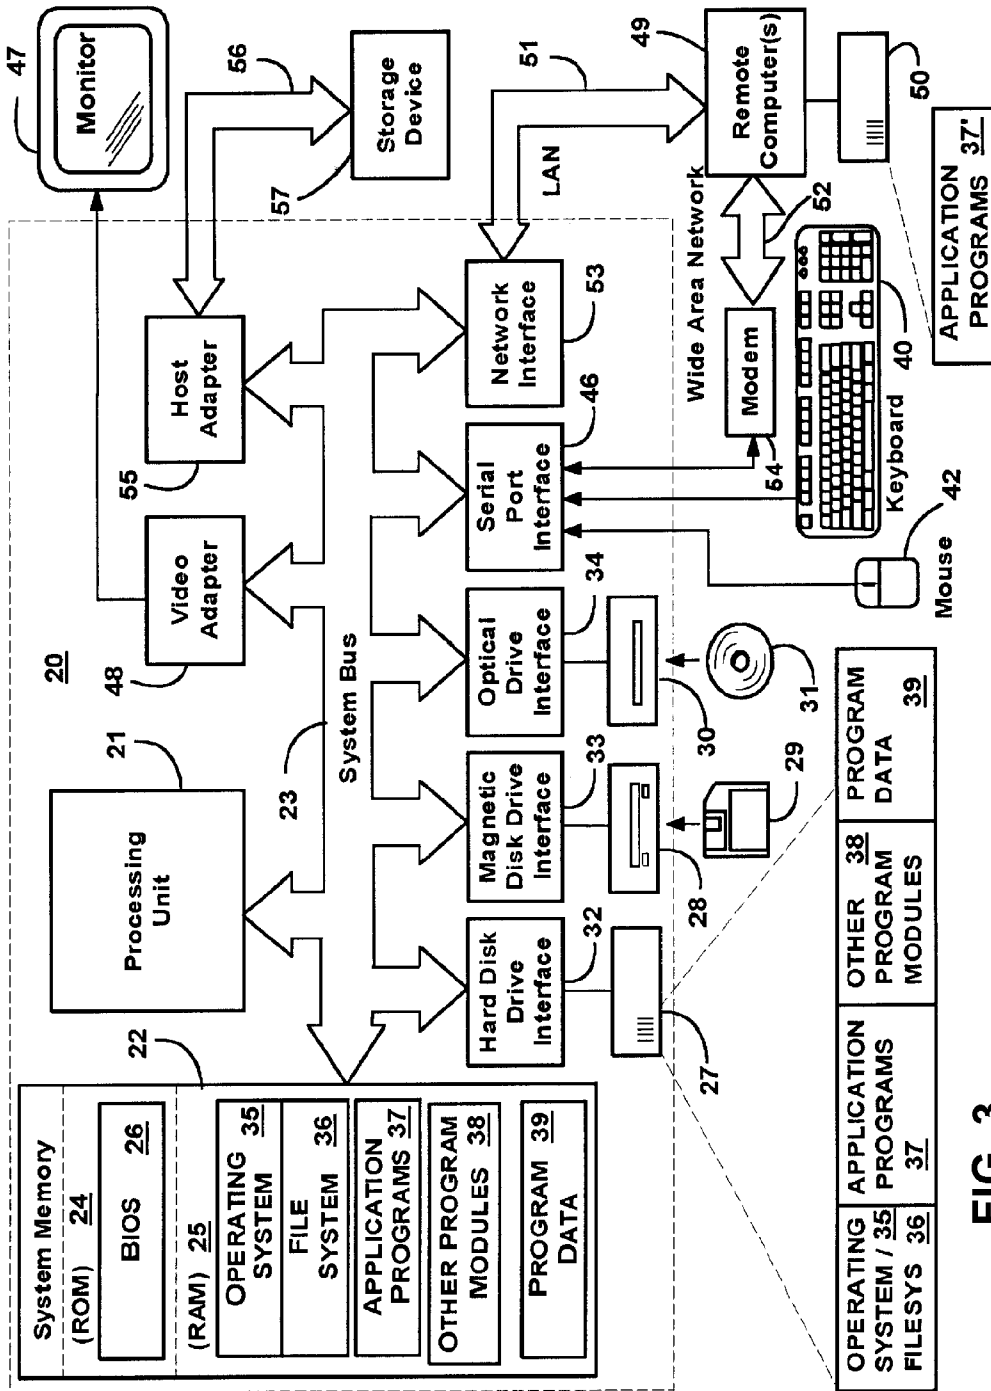 System Memory
(ROM) 24
BIOS 26
(RAM) 25
OPERATING
SYSTEM 35
FILE
SYSTEM 36
APPLICATION
PROGRAMS 37
OTHER PROGRAM
MODULES 38
PROGRAM
DATA 39
22
Processing
Unit
21
20
Video
Adapter
48
Host
Adapter
55
Monitor
47
56
Storage
Device
57
23
System Bus
Hard Disk
Drive
Interface
32
Magnetic
Disk Drive
Interface
33
Optical
Drive
Interface
34
Serial
Port
Interface
46
Network
Interface
53
LAN
51
27
28
29
30
31
Wide Area Network
52
Modem
54
Remote
Computer(s)
49
50
Keyboard
40
Mouse
42
APPLICATION
PROGRAMS 37'
OPERATING
SYSTEM / 35
FILESYS 36
APPLICATION
PROGRAMS
37
OTHER 38
PROGRAM
MODULES
PROGRAM
DATA
39